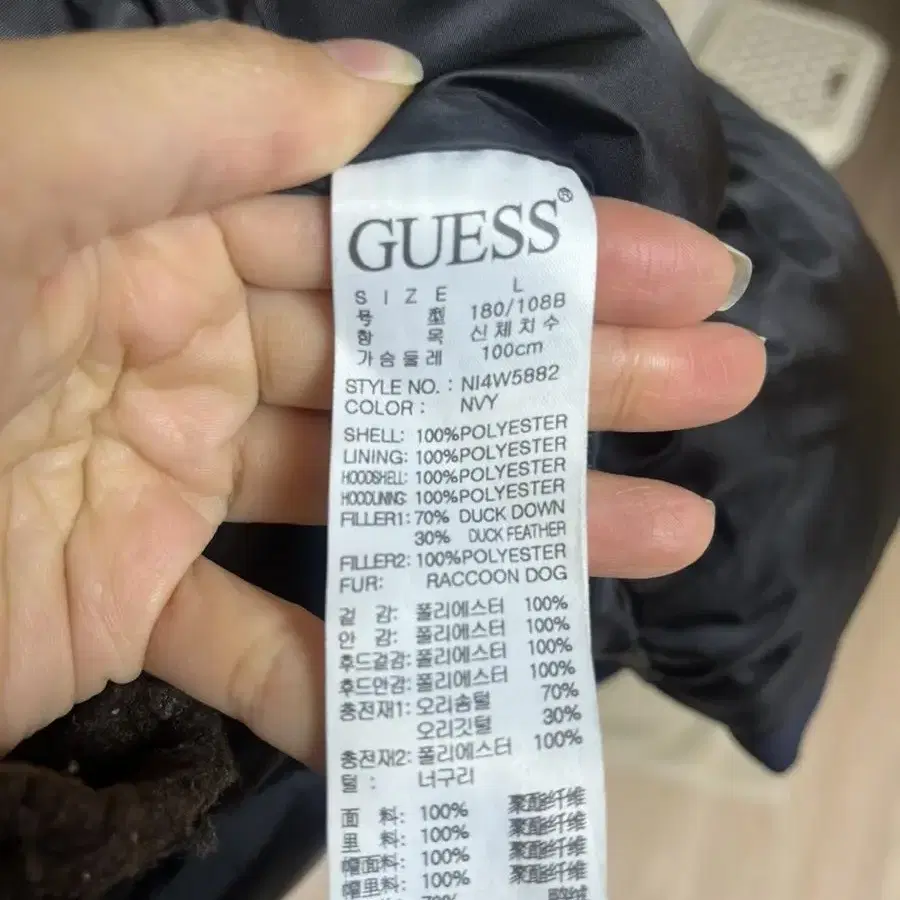 GUESS®
SIZE L
호 型 180/108B
항 목 신체치수
가슴둘레 100cm
STYLE NO. : NI4W5882
COLOR : NVY
SHELL: 100%POLYESTER
LINING: 100%POLYESTER
HOODSHELL: 100%POLYESTER
HOODLINING: 100%POLYESTER
FILLER1: 70% DUCK DOWN
30% DUCK FEATHER
FILLER2: 100%POLYESTER
FUR: RACCOON DOG
겉 감: 폴리에스터 100%
안 감: 폴리에스터 100%
후드겉감: 폴리에스터 100%
후드안감: 폴리에스터 100%
충전재1: 오리솜털 70%
오리깃털 30%
충전재2: 폴리에스터 100%
털 : 너구리
面 料: 100% 聚酯纤维
里 料: 100% 聚酯纤维
帽面料: 100% 聚酯纤维
帽里料: 100% 聚酯纤维
70%